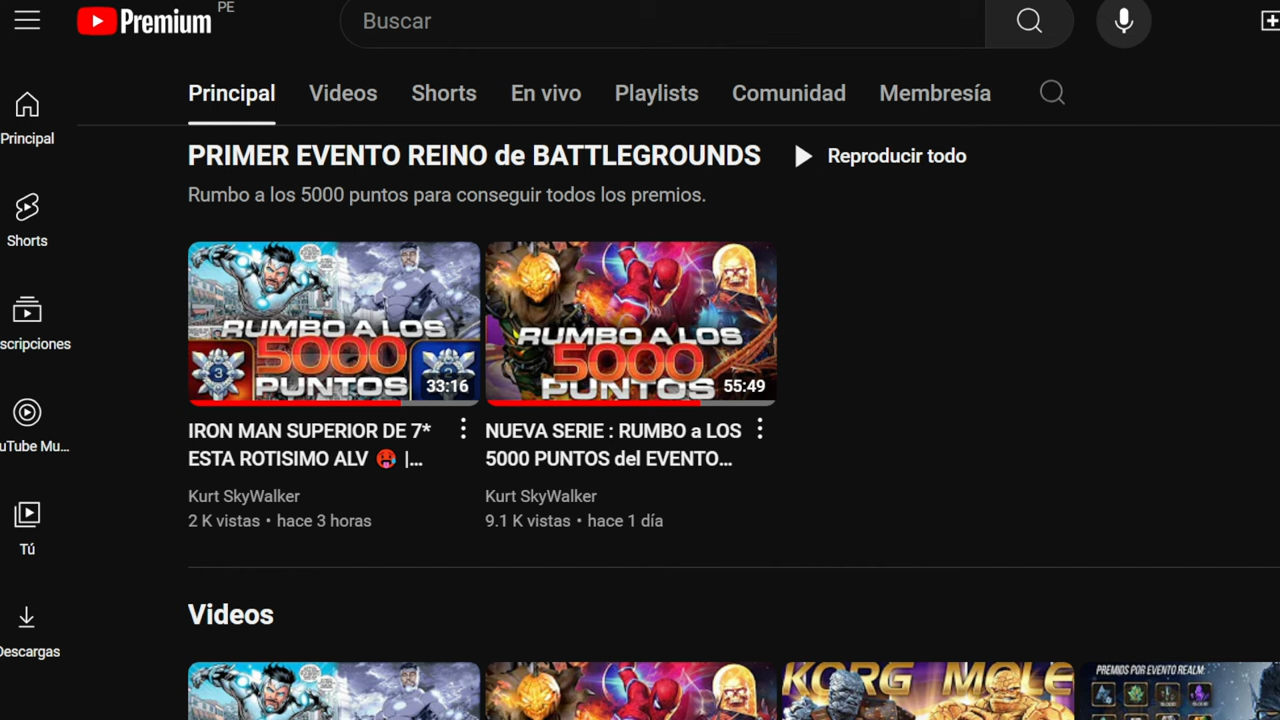 Premium PE
Buscar
Principal Videos Shorts En vivo Playlists Comunidad Membresía
Principal
Shorts
scripciones
uTube Mu...
Tú
Descargas
PRIMER EVENTO REINO de BATTLEGROUNDS
Reproducir todo
Rumbo a los 5000 puntos para conseguir todos los premios.
RUMBO A LOS
5000
PUNTOS
3
2
33:16
IRON MAN SUPERIOR DE 7*
ESTA ROTISIMO ALV 🥵 |...
Kurt SkyWalker
2 K vistas • hace 3 horas
RUMBO A LOS
5000
PUNTOS
55:49
NUEVA SERIE : RUMBO a LOS
5000 PUNTOS del EVENTO...
Kurt SkyWalker
9.1 K vistas • hace 1 día
Videos
KORG MOLE
PREMIOS POR EVENTO REALM: